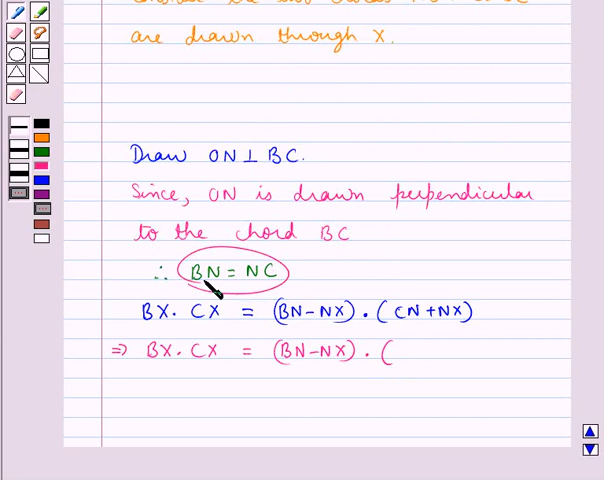 are drawn through X.
Draw ON ⊥ BC.
Since, ON is drawn perpendicular
to the chord BC
∴ BN = NC
BX. CX = (BN-NX) . ( CN +NX)
⇒ BX. CX = (BN-NX) . (